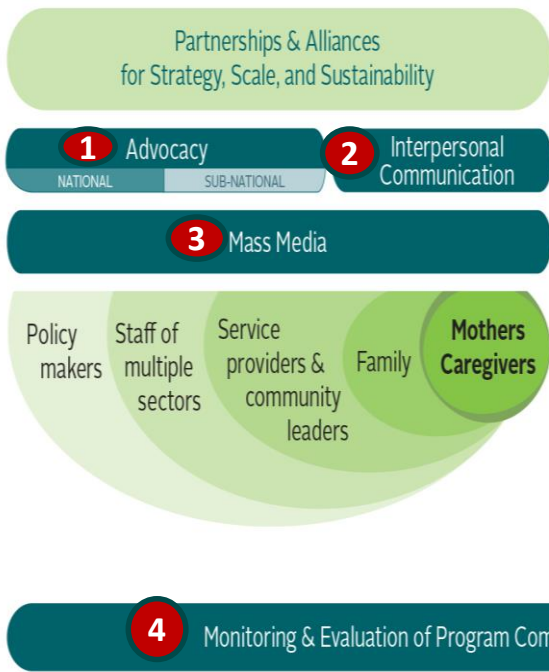 Partnerships & Alliances
for Strategy, Scale, and Sustainability
1 Advocacy
NATIONAL SUB-NATIONAL
2 Interpersonal
Communication
3 Mass Media
Policy
makers
Staff of
multiple
sectors
Service
providers &
community
leaders
Family
Mothers
Caregivers
4 Monitoring & Evaluation of Program Com